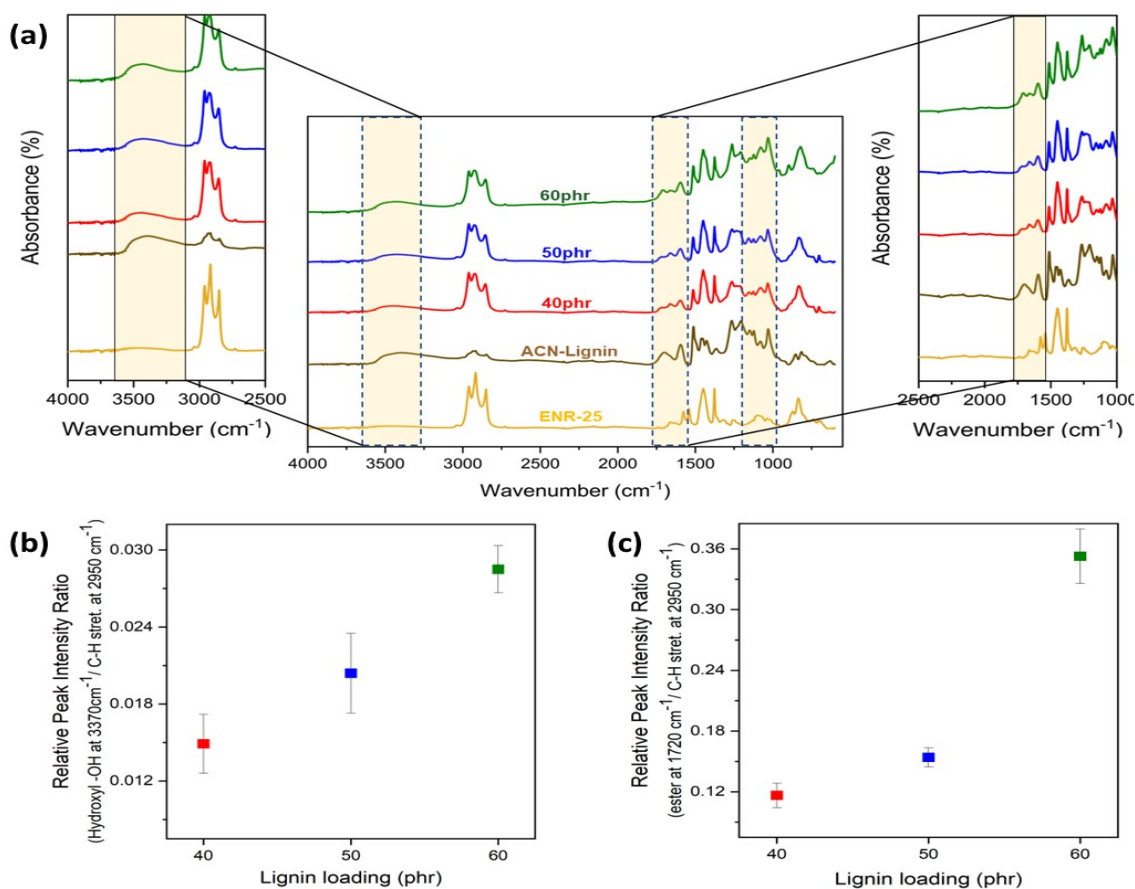 (a)
Absorbance (%)
4000 3500 3000 2500
Wavenumber (cm⁻¹)
60phr
50phr
40phr
ACN-Lignin
ENR-25
4000 3500 3000 2500 2000 1500 1000
Wavenumber (cm⁻¹)
Absorbance (%)
2500 2000 1500 1000
Wavenumber (cm⁻¹)
(b)
Relative Peak Intensity Ratio
(Hydroxyl -OH at 3370cm⁻¹/ C-H stret. at 2950 cm⁻¹)
0.030
0.024
0.018
0.012
40 50 60
Lignin loading (phr)
(c)
Relative Peak Intensity Ratio
(ester at 1720 cm⁻¹/ C-H stret. at 2950 cm⁻¹)
0.36
0.30
0.24
0.18
0.12
40 50 60
Lignin loading (phr)